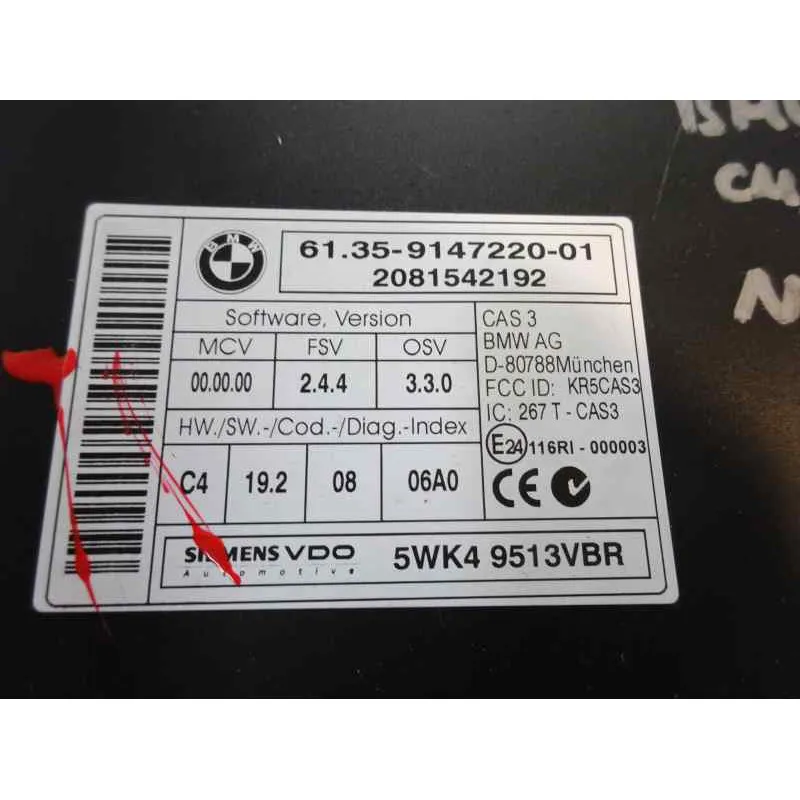 BMW
61.35-9147220-01
2081542192
Software, Version
MCV FSV OSV
00.00.00 2.4.4 3.3.0
HW./SW.-/Cod.-/Diag.-Index
C4 19.2 08 06A0
CAS 3
BMW AG
D-80788München
FCC ID: KR5CAS3
IC: 267 T - CAS3
E24 116RI - 000003
CE
SIEMENS VDO
Automotive
5WK4 9513VBR